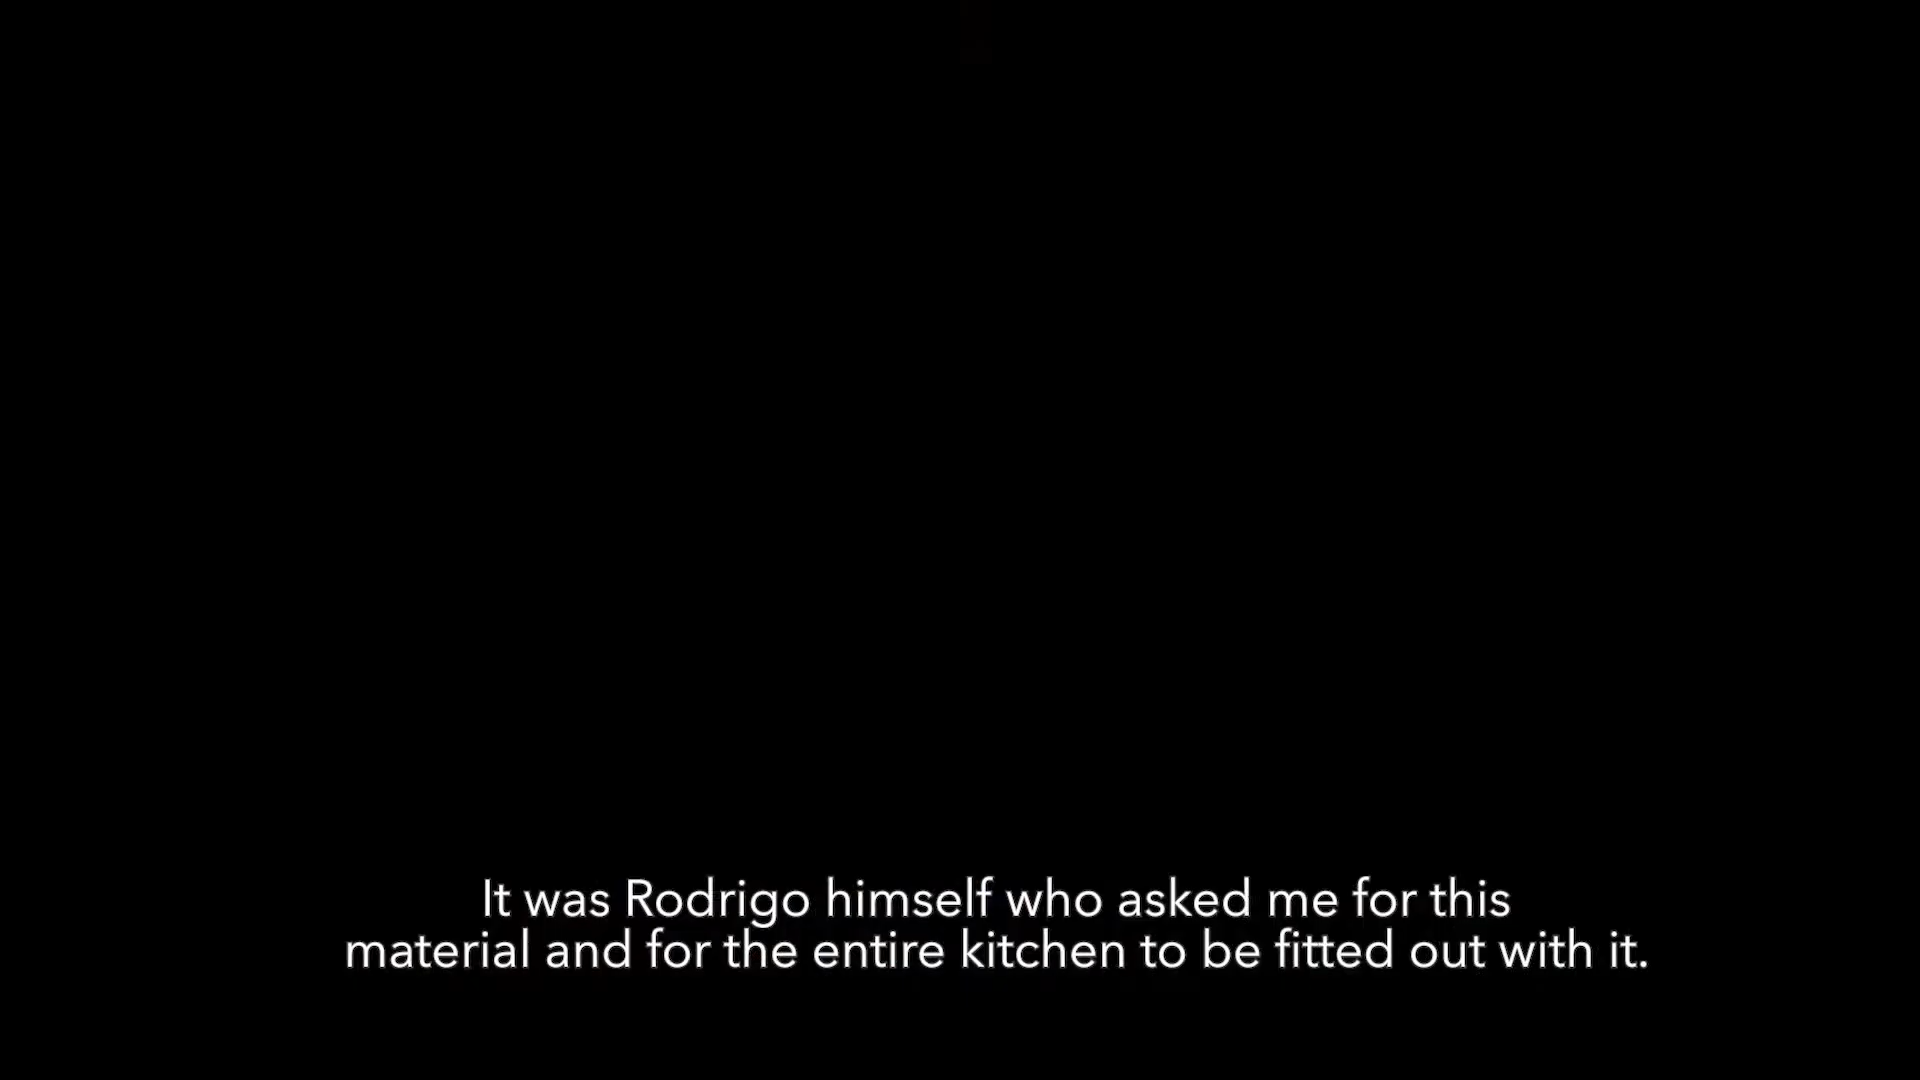 It was Rodrigo himself who asked me for this
material and for the entire kitchen to be fitted out with it.